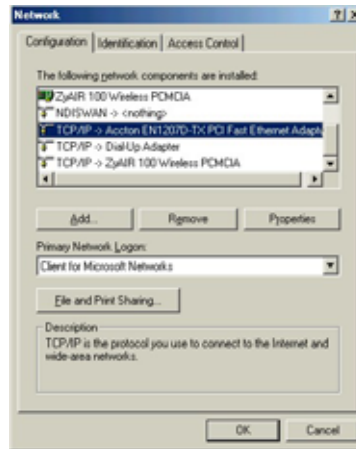 Network
Configuration Identification Access Control
The following network components are installed:
ZyAIR 100 Wireless PCMCIA
NDISWAN -> <nothing>
TCP/IP -> Accton EN1207D-TX PCI Fast Ethernet Adapte
TCP/IP -> Dial-Up Adapter
TCP/IP -> ZyAIR 100 Wireless PCMCIA
Add... Remove Properties
Primary Network Logon:
Client for Microsoft Networks
File and Print Sharing...
Description
TCP/IP is the protocol you use to connect to the Internet and
wide-area networks.
OK Cancel